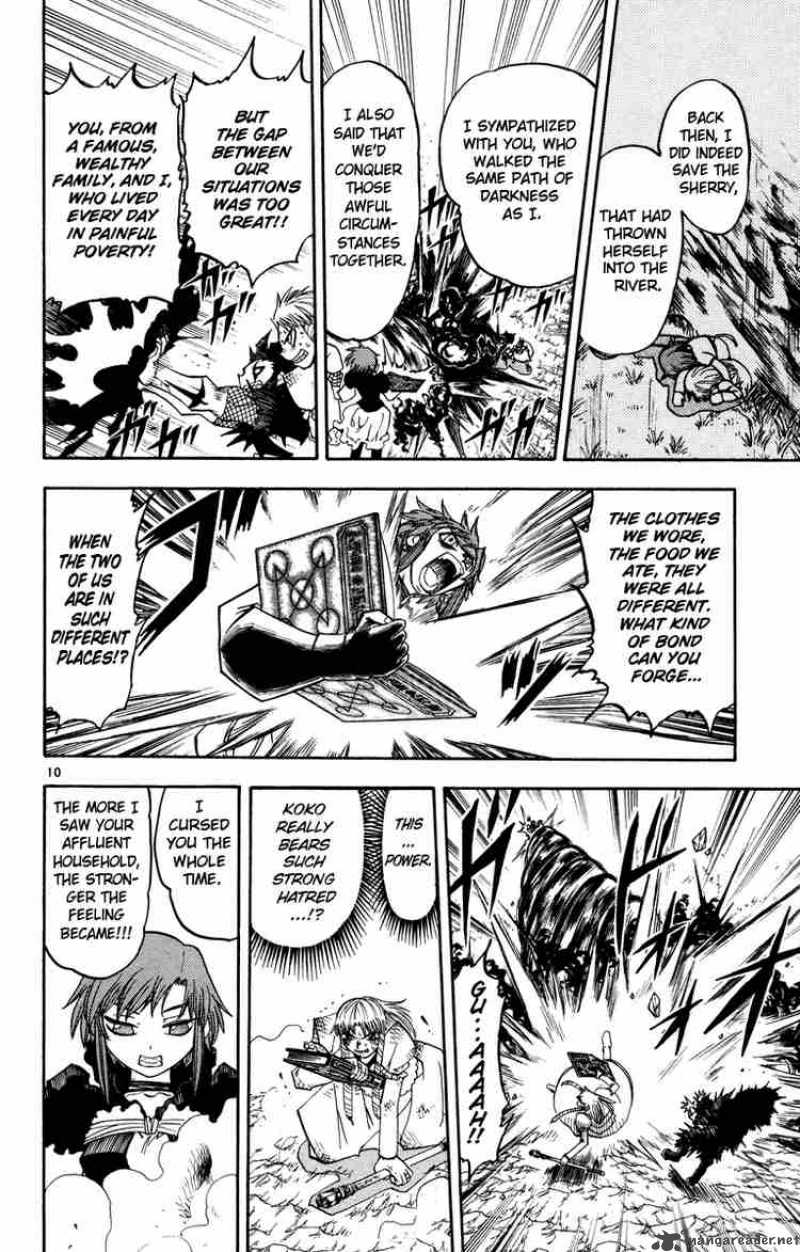 BACK
THEN, I
DID INDEED
SAVE THE
SHERRY,
THAT HAD
THROWN
HERSELF
INTO THE
RIVER.
I SYMPATHIZED
WITH YOU, WHO
WALKED THE
SAME PATH OF
DARKNESS
AS I.
I ALSO
SAID THAT
WE'D
CONQUER
THOSE
AWFUL
CIRCUM-
STANCES
TOGETHER.
BUT
THE GAP
BETWEEN
OUR
SITUATIONS
WAS TOO
GREAT!!
YOU, FROM
A FAMOUS,
WEALTHY
FAMILY, AND I,
WHO LIVED
EVERY DAY
IN PAINFUL
POVERTY!
THE CLOTHES
WE WORE,
THE FOOD WE
ATE, THEY
WERE ALL
DIFFERENT.
WHAT KIND
OF BOND
CAN YOU
FORGE...
WHEN
THE TWO
OF US
ARE IN
SUCH
DIFFERENT
PLACES!?
10
GU...AAAAH!!
THIS
...
POWER.
KOKO
REALLY
BEARS
SUCH
STRONG
HATRED
...!?
I
CURSED
YOU THE
WHOLE
TIME.
THE MORE I
SAW YOUR
AFFLUENT
HOUSEHOLD,
THE STRON-
GER THE
FEELING
BECAME!!!
mangareader.net